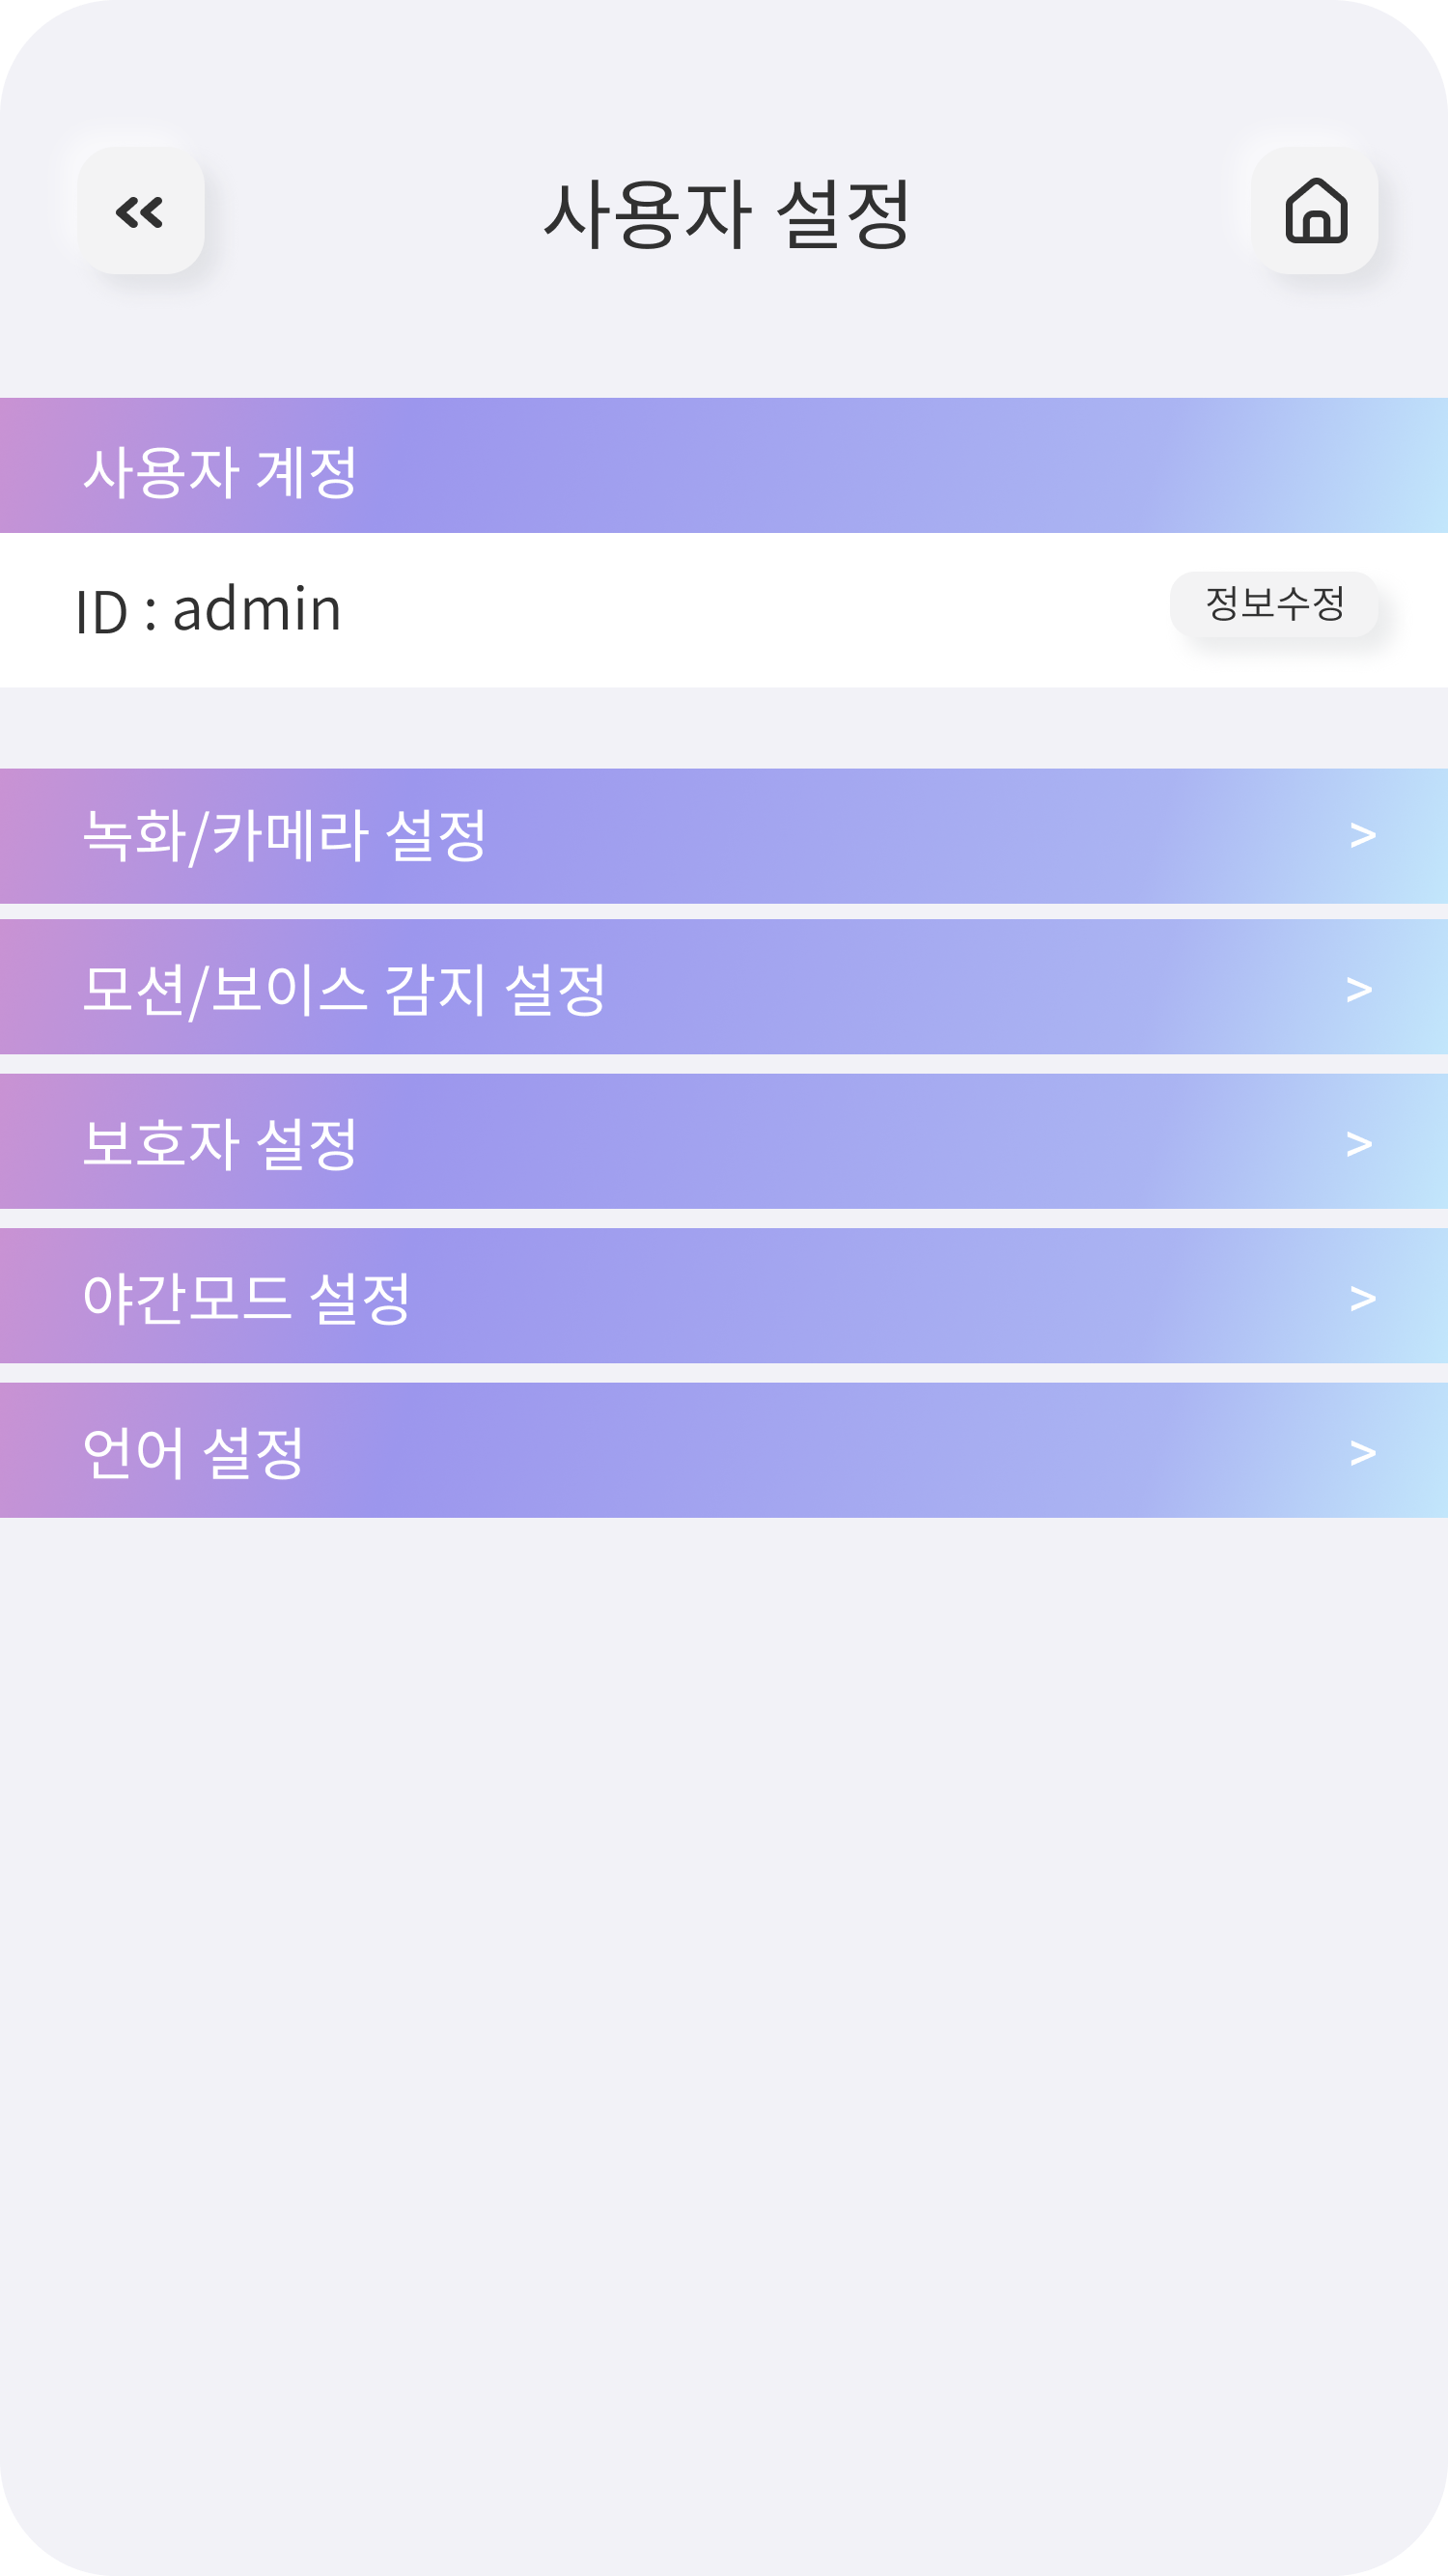 사용자 설정
사용자 계정
ID : admin
정보수정
녹화/카메라 설정 >
모션/보이스 감지 설정 >
보호자 설정 >
야간모드 설정 >
언어 설정 >